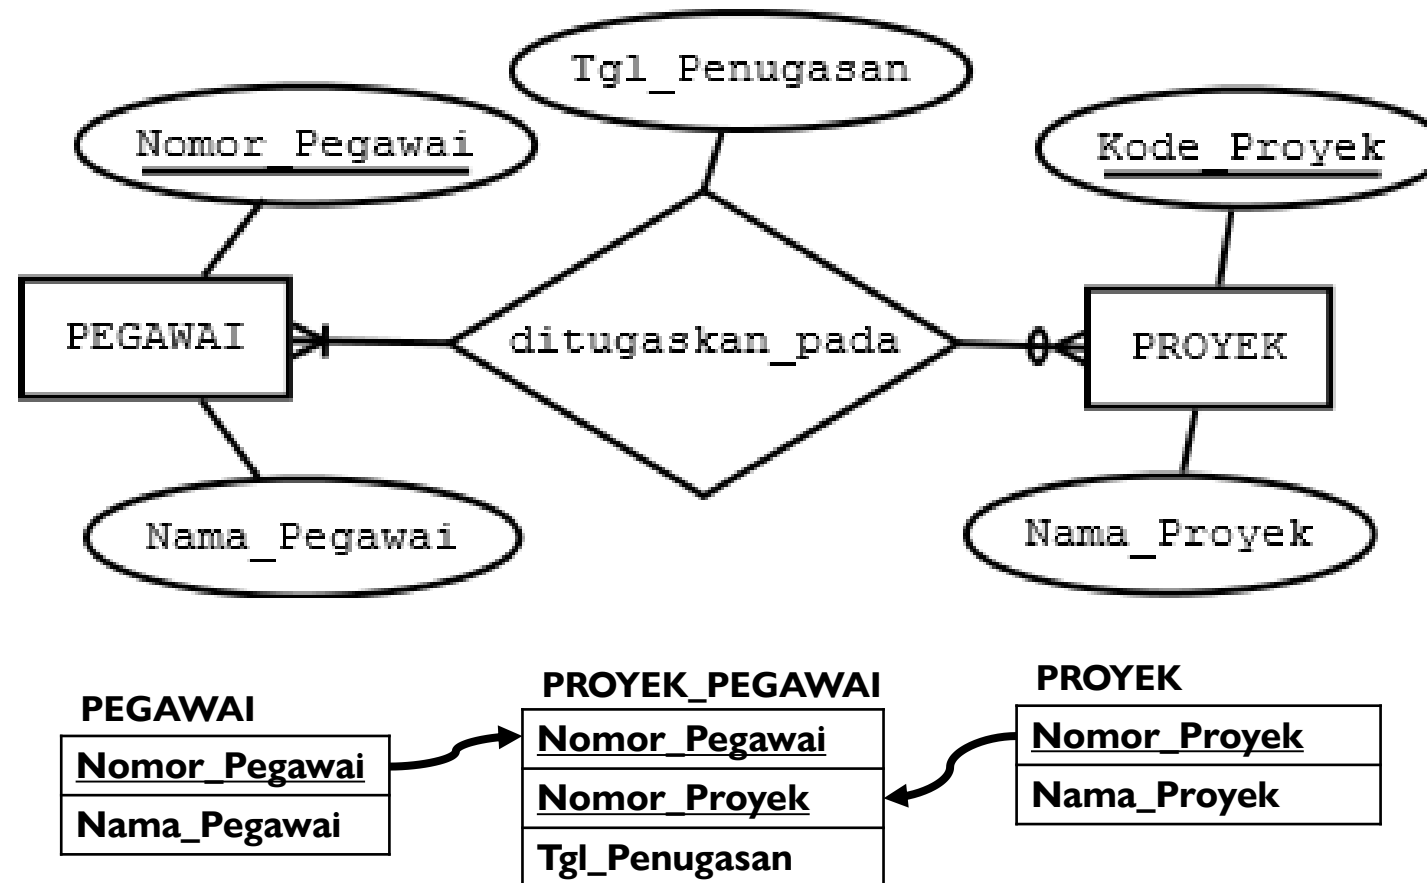 Tgl_Penugasan
Nomor_Pegawai
Kode_Proyek
PEGAWAI
ditugaskan_pada
PROYEK
Nama_Pegawai
Nama_Proyek
PEGAWAI
Nomor_Pegawai
Nama_Pegawai
PROYEK_PEGAWAI
Nomor_Pegawai
Nomor_Proyek
Tgl_Penugasan
PROYEK
Nomor_Proyek
Nama_Proyek